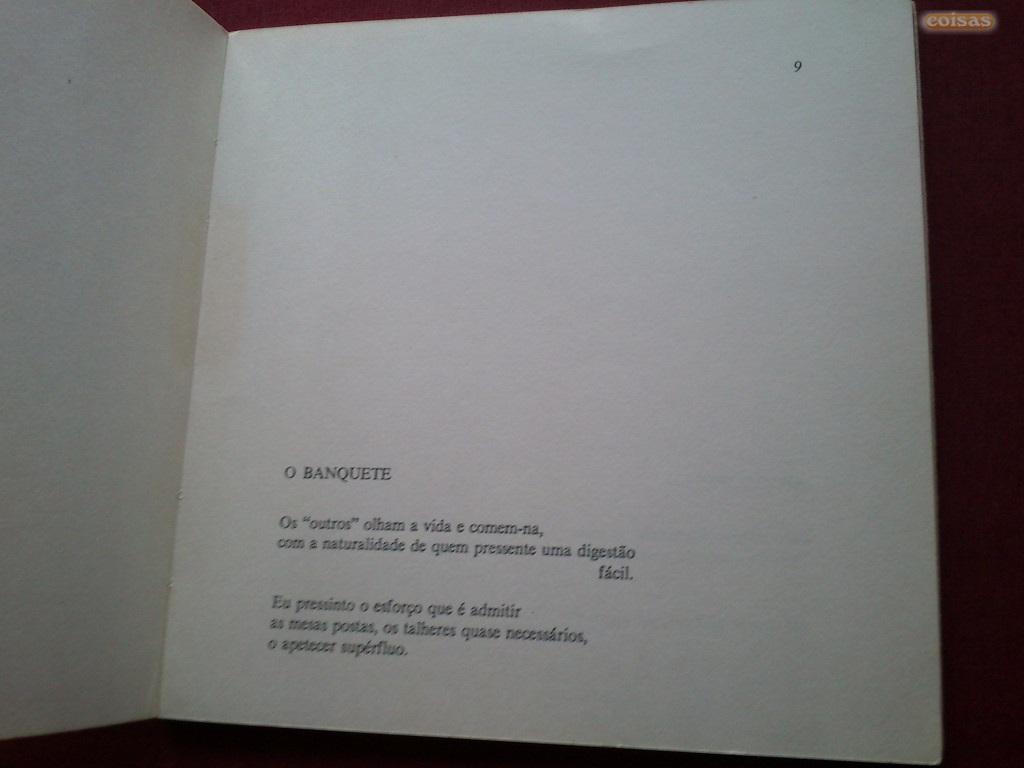 coisas
9
O BANQUETE
Os "outros" olham a vida e comem-na,
com a naturalidade de quem pressente uma digestão
fácil.
Eu pressinto o esforço que é admitir
as mesas postas, os talheres quase necessários,
o apetecer supérfluo.